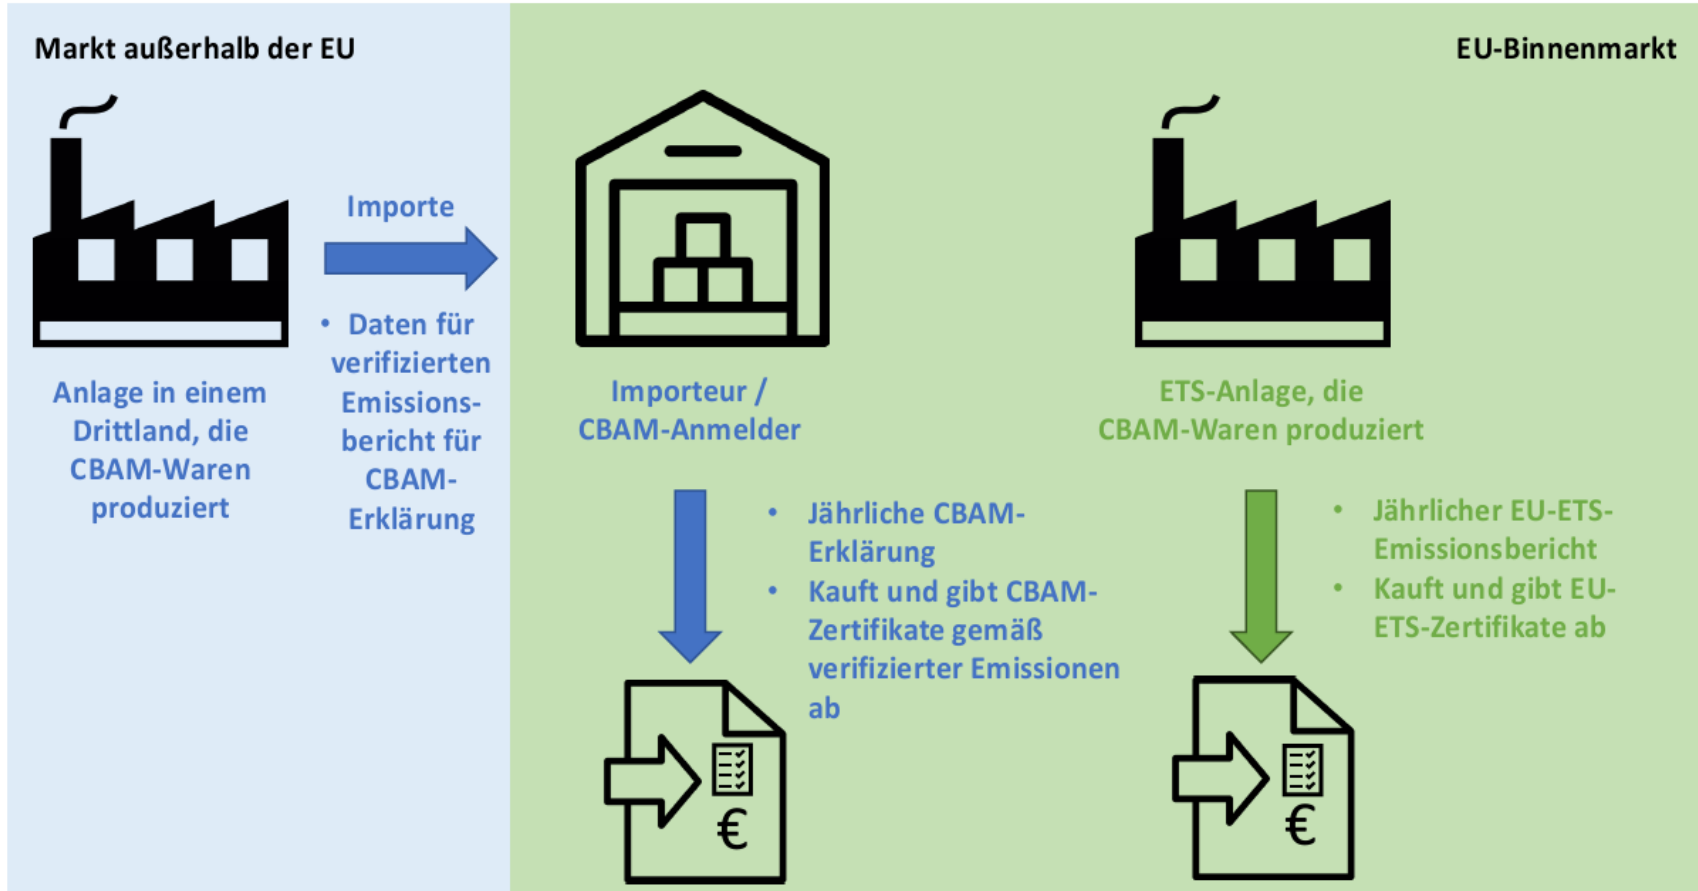 Markt außerhalb der EU
EU-Binnenmarkt
Importe
• Daten für
verifizierten
Emissions-
bericht für
CBAM-
Erklärung
Anlage in einem
Drittland, die
CBAM-Waren
produziert
Importeur /
CBAM-Anmelder
• Jährliche CBAM-
Erklärung
• Kauft und gibt CBAM-
Zertifikate gemäß
verifizierter Emissionen
ab
€
ETS-Anlage, die
CBAM-Waren produziert
• Jährlicher EU-ETS-
Emissionsbericht
• Kauft und gibt EU-
ETS-Zertifikate ab
€